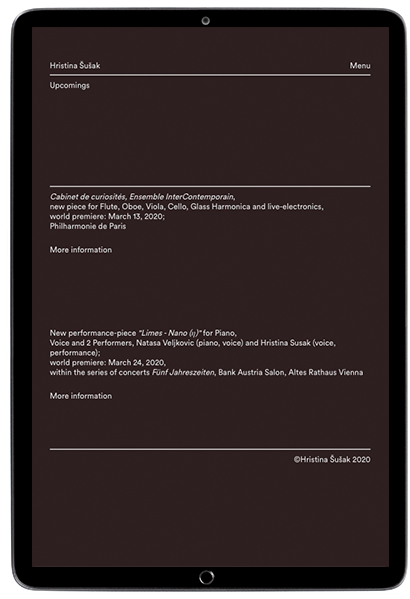 Hristina Šušak
Menu
Upcomings
Cabinet de curiosités, Ensemble InterContemporain,
new piece for Flute, Oboe, Viola, Cello, Glass Harmonica and live-electronics,
world premiere: March 13, 2020;
Philharmonie de Paris
More information
New performance-piece "Limes - Nano (η)" for Piano,
Voice and 2 Performers, Natasa Veljkovic (piano, voice) and Hristina Susak (voice,
performance);
world premiere: March 24, 2020,
within the series of concerts Fünf Jahreszeiten, Bank Austria Salon, Altes Rathaus Vienna
More information
©Hristina Šušak 2020